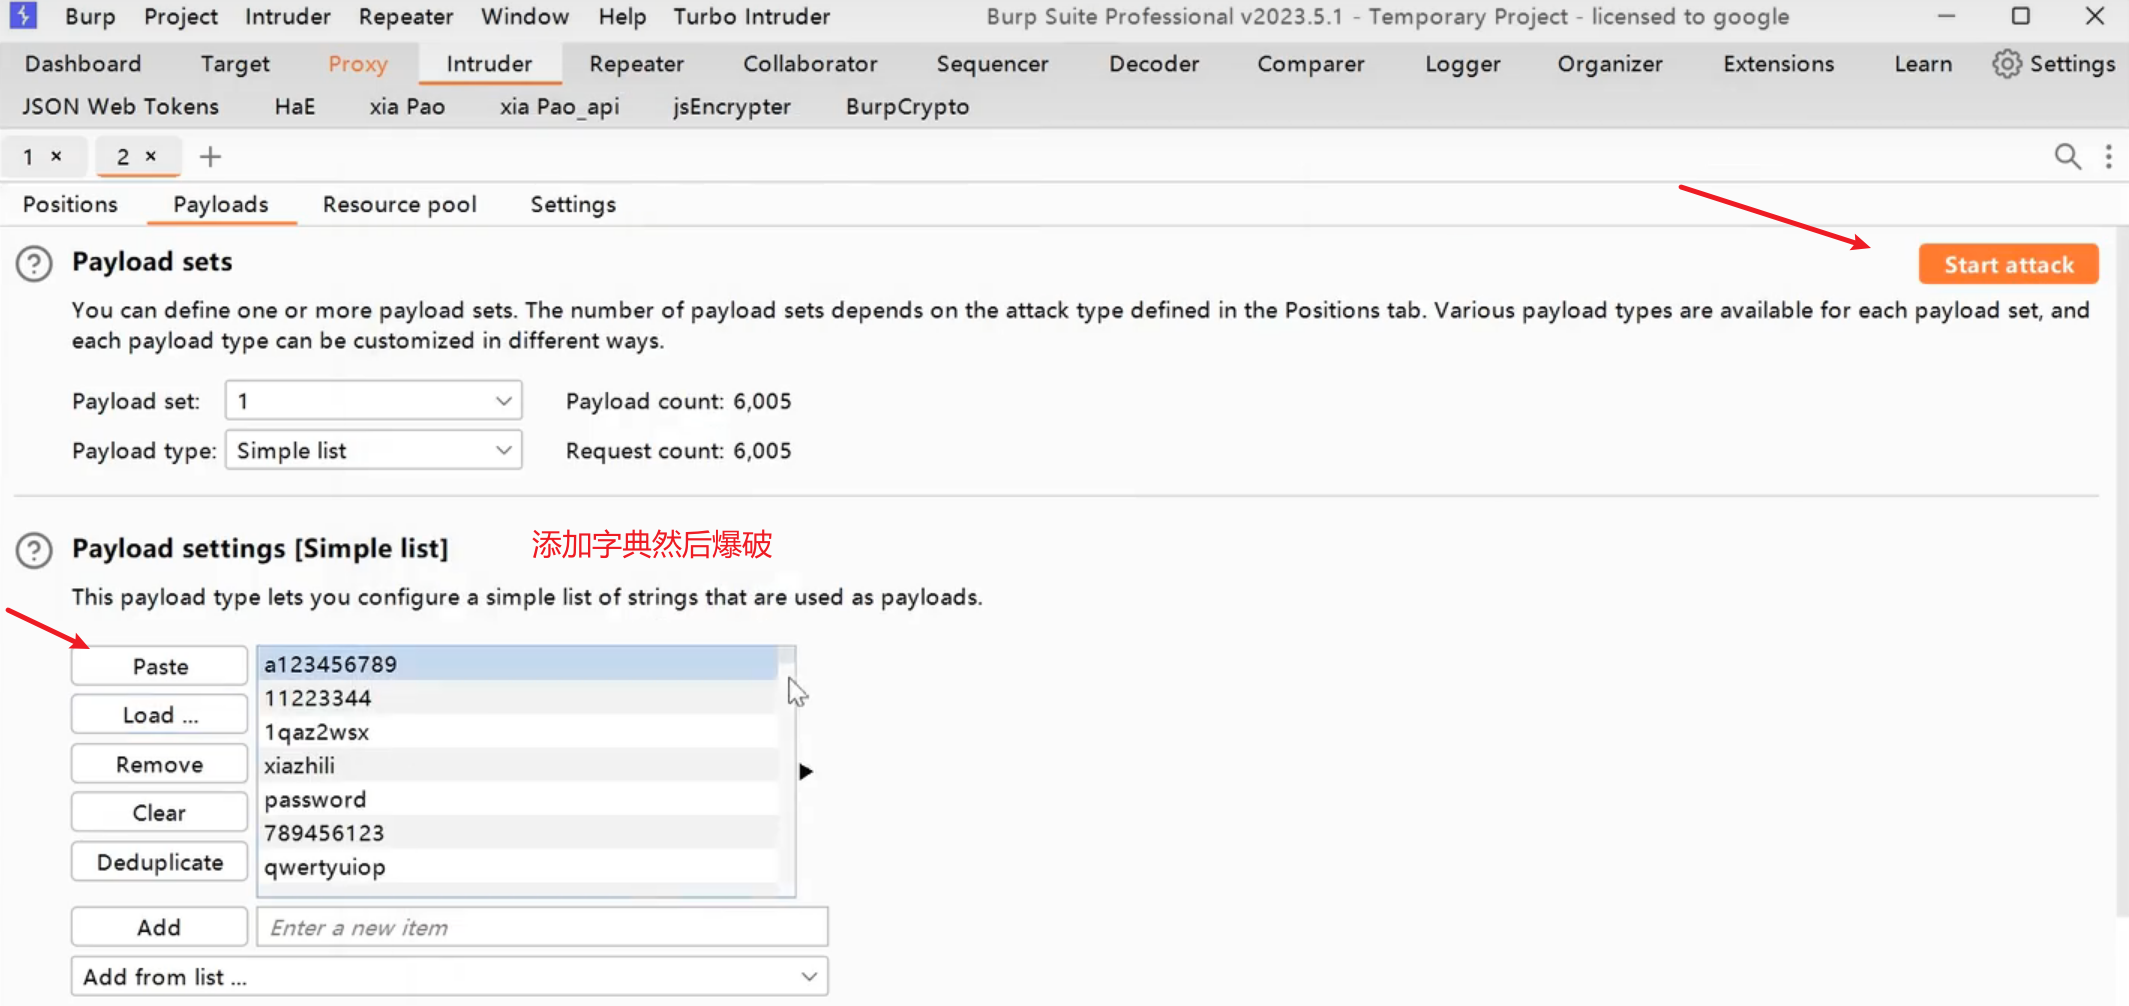 Burp Project Intruder Repeater Window Help Turbo Intruder Burp Suite Professional v2023.5.1 - Temporary Project - licensed to google
Dashboard Target Proxy Intruder Repeater Collaborator Sequencer Decoder Comparer Logger Organizer Extensions Learn Settings
JSON Web Tokens HaE xia Pao xia Pao_api jsEncrypter BurpCrypto
1 × 2 × +
Positions Payloads Resource pool Settings
? Payload sets
Start attack
You can define one or more payload sets. The number of payload sets depends on the attack type defined in the Positions tab. Various payload types are available for each payload set, and
each payload type can be customized in different ways.
Payload set: 1 Payload count: 6,005
Payload type: Simple list Request count: 6,005
? Payload settings [Simple list] 添加字典然后爆破
This payload type lets you configure a simple list of strings that are used as payloads.
Paste
Load ...
Remove
Clear
Deduplicate
a123456789
11223344
1qaz2wsx
xiazhili
password
789456123
qwertyuiop
Add Enter a new item
Add from list ...